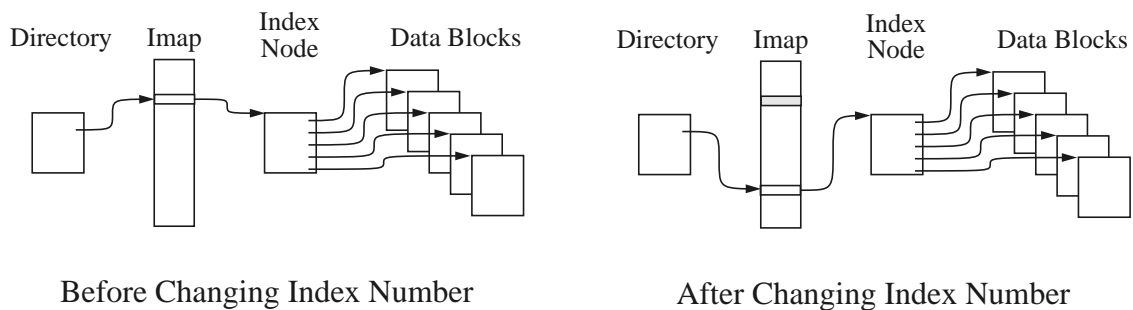 Directory Imap Index Node Data Blocks
Before Changing Index Number
Directory Imap Index Node Data Blocks
After Changing Index Number